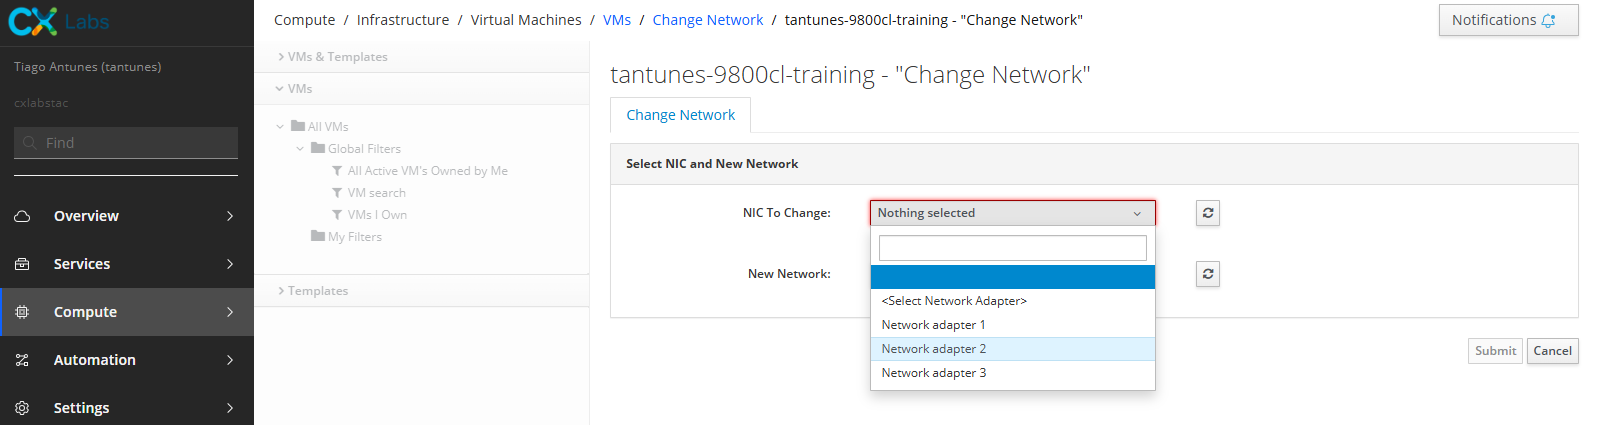 CX Labs
Tiago Antunes (tantunes)
cxlabstac
Find
Overview
Services
Compute
Automation
Settings
Compute / Infrastructure / Virtual Machines / VMs / Change Network / tantunes-9800cl-training - "Change Network"
Notifications
VMs & Templates
VMs
All VMs
Global Filters
All Active VM's Owned by Me
VM search
VMs I Own
My Filters
Templates
tantunes-9800cl-training - "Change Network"
Change Network
Select NIC and New Network
NIC To Change:
Nothing selected
New Network:
<Select Network Adapter>
Network adapter 1
Network adapter 2
Network adapter 3
Submit
Cancel